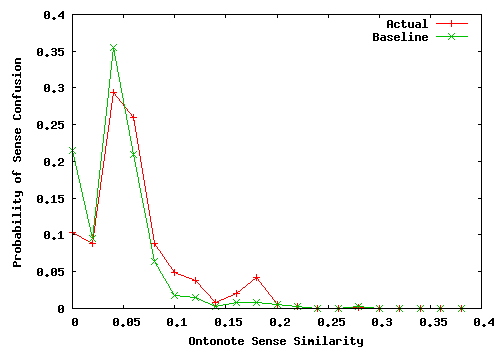 Actual
Baseline
0.4
0.35
0.3
0.25
0.2
0.15
0.1
0.05
0
Probability of Sense Confusion
0 0.05 0.1 0.15 0.2 0.25 0.3 0.35 0.4
Ontonote Sense Similarity